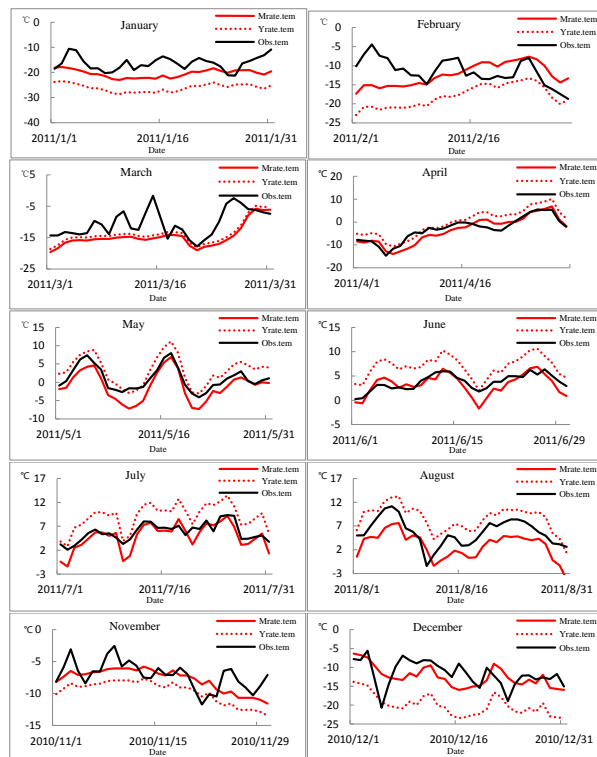 ℃
January
Mrate.tem
Yrate.tem
Obs.tem
0
-10
-20
-30
-40
2011/1/1
2011/1/16
2011/1/31
Date
℃
February
Mrate.tem
Yrate.tem
Obs.tem
0
-5
-10
-15
-20
-25
2011/2/1
2011/2/16
Date
℃
March
Mrate.tem
Yrate.tem
Obs.tem
-5
-15
-25
2011/3/1
2011/3/16
2011/3/31
Date
℃
April
Mrate.tem
Yrate.tem
Obs.tem
20
10
0
-10
-20
2011/4/1
2011/4/16
Date
℃
May
Mrate.tem
Yrate.tem
Obs.tem
15
10
5
0
-5
-10
2011/5/1
2011/5/16
2011/5/31
Date
℃
June
Mrate.tem
Yrate.tem
Obs.tem
15
10
5
0
-5
2011/6/1
2011/6/15
2011/6/29
Date
℃
July
Mrate.tem
Yrate.tem
Obs.tem
17
12
7
2
-3
2011/7/1
2011/7/16
2011/7/31
Date
℃
August
Mrate.tem
Yrate.tem
Obs.tem
17
12
7
2
-3
2011/8/1
2011/8/16
2011/8/31
Date
℃
November
Mrate.tem
Yrate.tem
Obs.tem
0
-5
-10
-15
2010/11/1
2010/11/15
2010/11/29
Date
℃
December
Mrate.tem
Yrate.tem
Obs.tem
0
-5
-10
-15
-20
-25
2010/12/1
2010/12/16
2010/12/31
Date